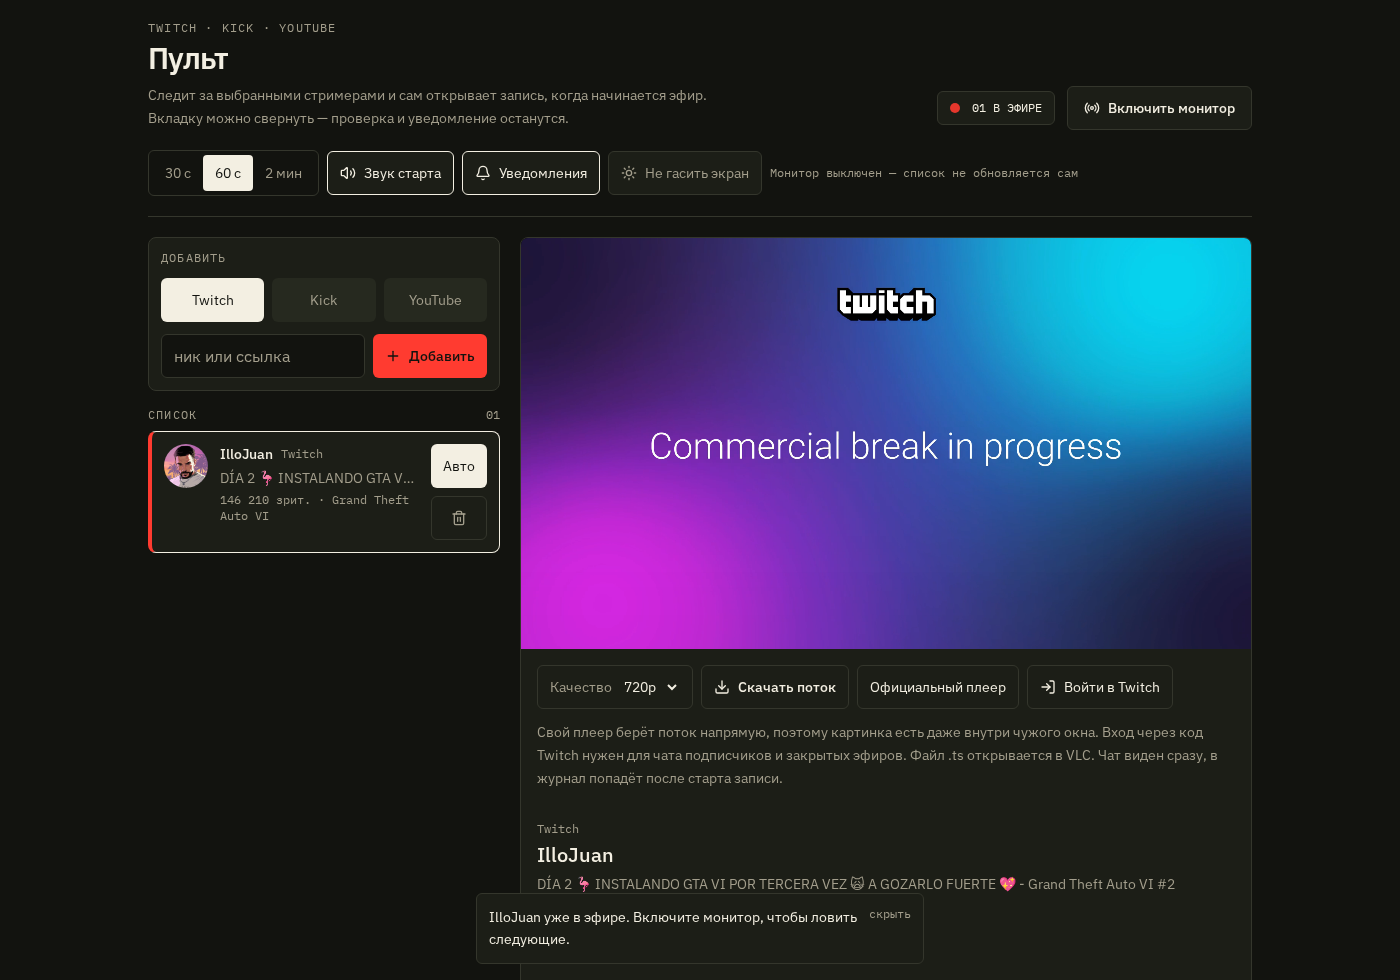 TWITCH · KICK · YOUTUBE
Пульт
Следит за выбранными стримерами и сам открывает запись, когда начинается эфир.
Вкладку можно свернуть — проверка и уведомление останутся.
01 В ЭФИРЕ
Включить монитор
30 с
60 с
2 мин
Звук старта
Уведомления
Не гасить экран
Монитор выключен — список не обновляется сам
ДОБАВИТЬ
Twitch
Kick
YouTube
ник или ссылка
Добавить
СПИСОК
01
IlloJuan Twitch
DÍA 2 🦩 INSTALANDO GTA V...
146 210 зрит. · Grand Theft
Auto VI
Авто
twitch
Commercial break in progress
Качество 720p
Скачать поток
Официальный плеер
Войти в Twitch
Свой плеер берёт поток напрямую, поэтому картинка есть даже внутри чужого окна. Вход через код
Twitch нужен для чата подписчиков и закрытых эфиров. Файл .ts открывается в VLC. Чат виден сразу, в
журнал попадёт после старта записи.
Twitch
IlloJuan
DÍA 2 🦩 INSTALANDO GTA VI POR TERCERA VEZ 🙀 A GOZARLO FUERTE 💖 - Grand Theft Auto VI #2
IlloJuan уже в эфире. Включите монитор, чтобы ловить
следующие.
скрыть